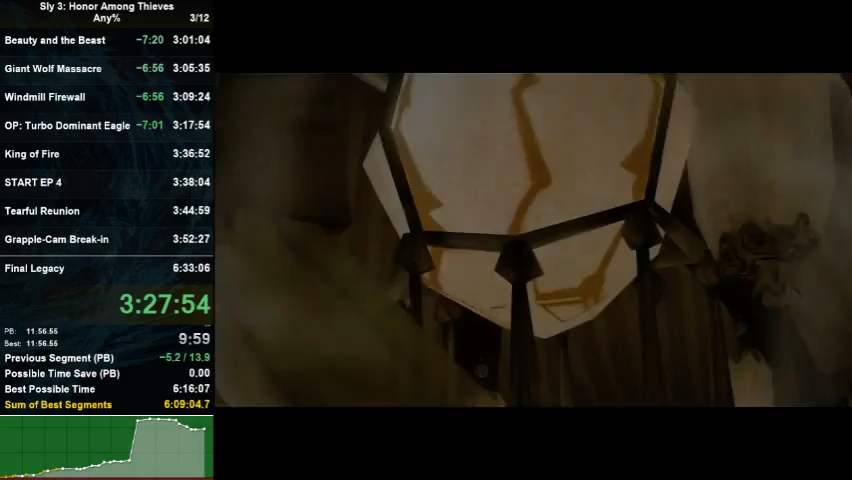 Sly 3: Honor Among Thieves
Any% 3/12
Beauty and the Beast −7:20 3:01:04
Giant Wolf Massacre −6:56 3:05:35
Windmill Firewall −6:56 3:09:24
OP: Turbo Dominant Eagle −7:01 3:17:54
King of Fire 3:36:52
START EP 4 3:38:04
Tearful Reunion 3:44:59
Grapple-Cam Break-in 3:52:27
Final Legacy 6:33:06
3:27:54
PB: 11:56.55
Best: 11:56.55 9:59
Previous Segment (PB) −5.2 / 13.9
Possible Time Save (PB) 0.00
Best Possible Time 6:16:07
Sum of Best Segments 6:09:04.7